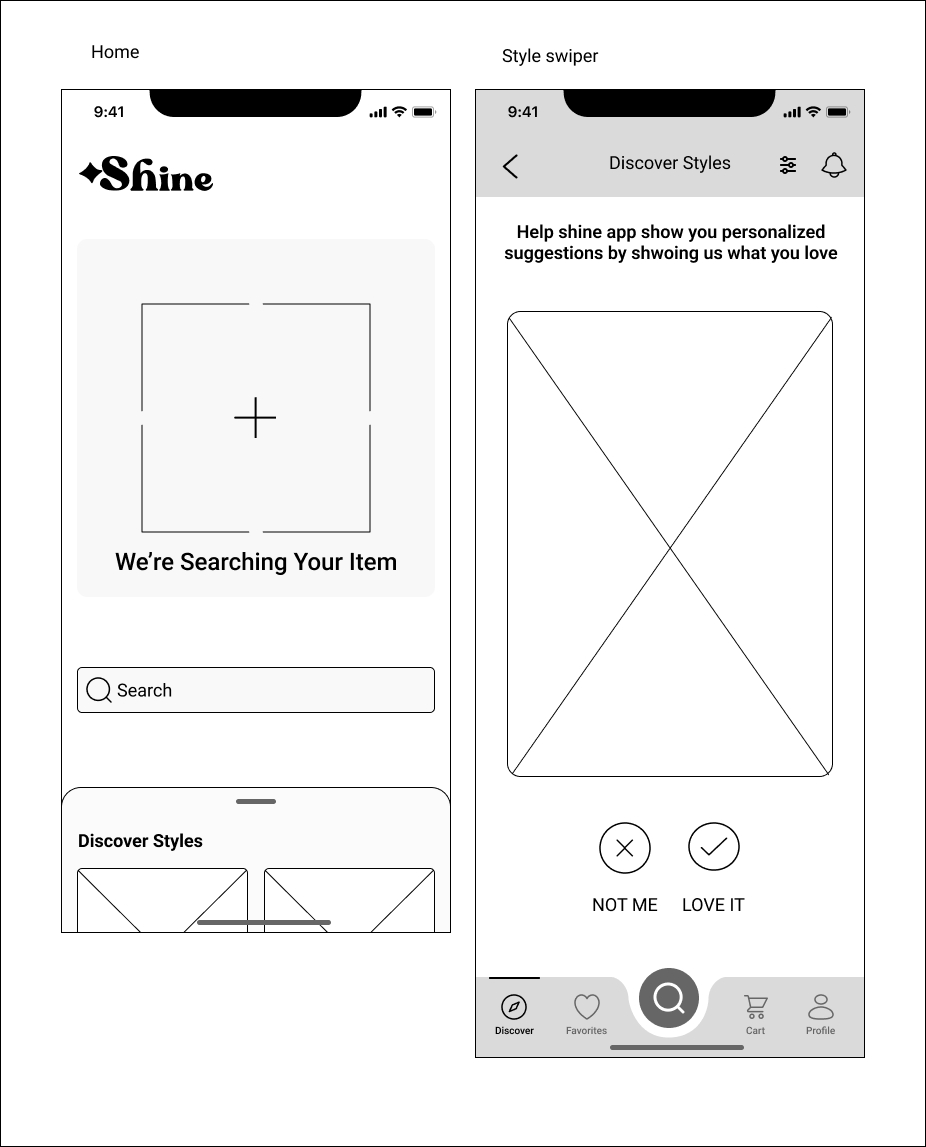 Home
9:41
Shine
We’re Searching Your Item
Search
Discover Styles
Style swiper
9:41
Discover Styles
Help shine app show you personalized
suggestions by shwoing us what you love
NOT ME LOVE IT
Discover Favorites Cart Profile